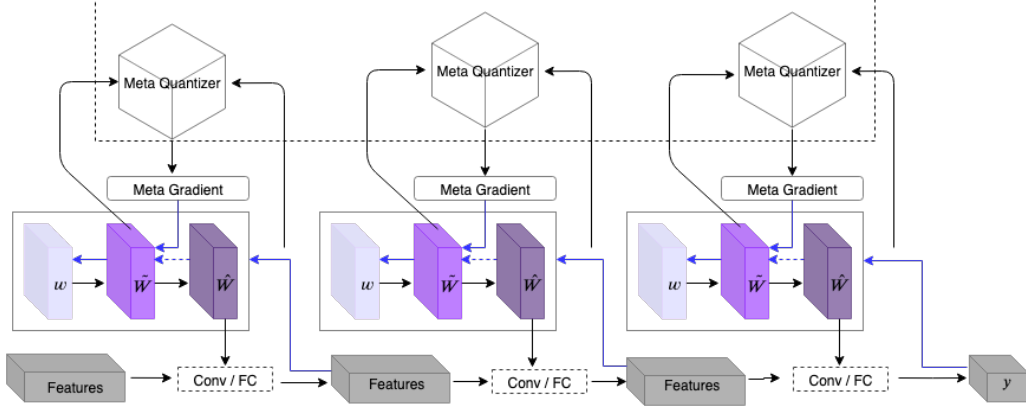 Meta Quantizer
Meta Quantizer
Meta Quantizer
Meta Gradient
Meta Gradient
Meta Gradient
w
W̃
Ŵ
w
W̃
Ŵ
w
W̃
Ŵ
Features
Conv / FC
Features
Conv / FC
Features
Conv / FC
y